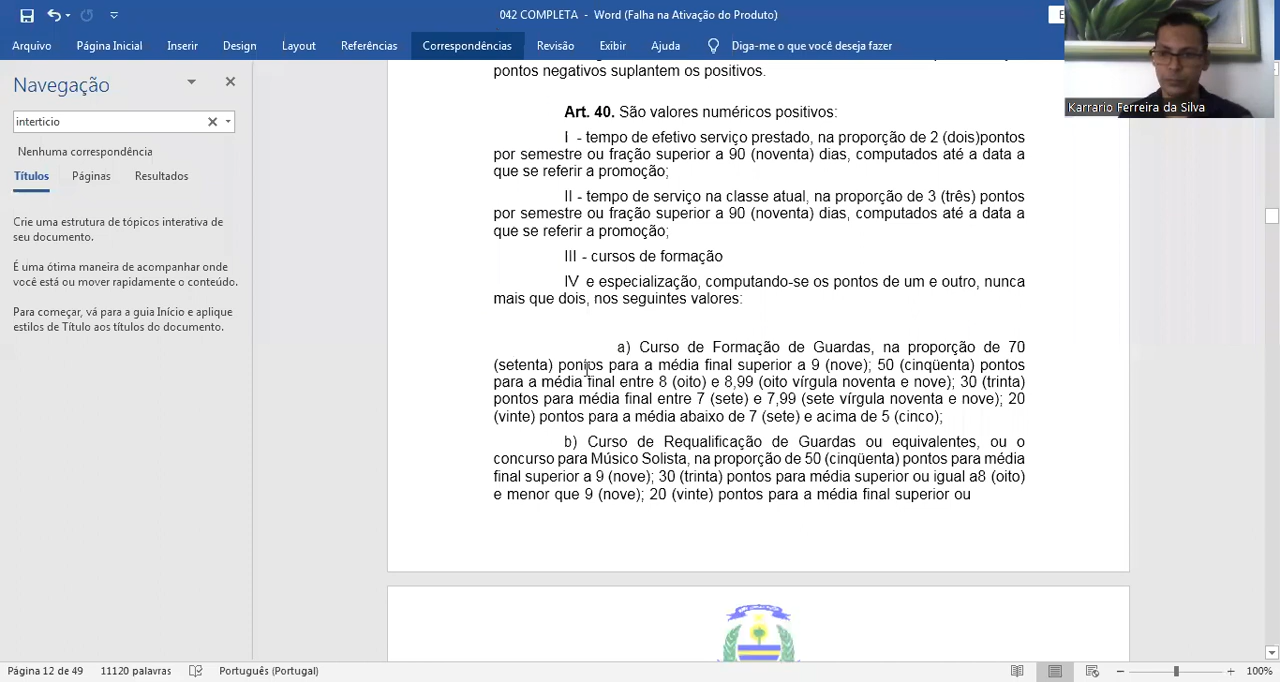 042 COMPLETA - Word (Falha na Ativação do Produto)
Arquivo Página Inicial Inserir Design Layout Referências Correspondências Revisão Exibir Ajuda Diga-me o que você deseja fazer
Karrario Ferreira da Silva
Navegação
interticio
Nenhuma correspondência
Títulos Páginas Resultados
Crie uma estrutura de tópicos interativa de
seu documento.
É uma ótima maneira de acompanhar onde
você está ou mover rapidamente o conteúdo.
Para começar, vá para a guia Início e aplique
estilos de Título aos títulos do documento.
pontos negativos suplantem os positivos.
Art. 40. São valores numéricos positivos:
I - tempo de efetivo serviço prestado, na proporção de 2 (dois)pontos
por semestre ou fração superior a 90 (noventa) dias, computados até a data a
que se referir a promoção;
II - tempo de serviço na classe atual, na proporção de 3 (três) pontos
por semestre ou fração superior a 90 (noventa) dias, computados até a data a
que se referir a promoção;
III - cursos de formação
IV e especialização, computando-se os pontos de um e outro, nunca
mais que dois, nos seguintes valores:
a) Curso de Formação de Guardas, na proporção de 70
(setenta) pontos para a média final superior a 9 (nove); 50 (cinqüenta) pontos
para a média final entre 8 (oito) e 8,99 (oito vírgula noventa e nove); 30 (trinta)
pontos para média final entre 7 (sete) e 7,99 (sete vírgula noventa e nove); 20
(vinte) pontos para a média abaixo de 7 (sete) e acima de 5 (cinco);
b) Curso de Requalificação de Guardas ou equivalentes, ou o
concurso para Músico Solista, na proporção de 50 (cinqüenta) pontos para média
final superior a 9 (nove); 30 (trinta) pontos para média superior ou igual a8 (oito)
e menor que 9 (nove); 20 (vinte) pontos para a média final superior ou
Página 12 de 49 11120 palavras Português (Portugal) 100%